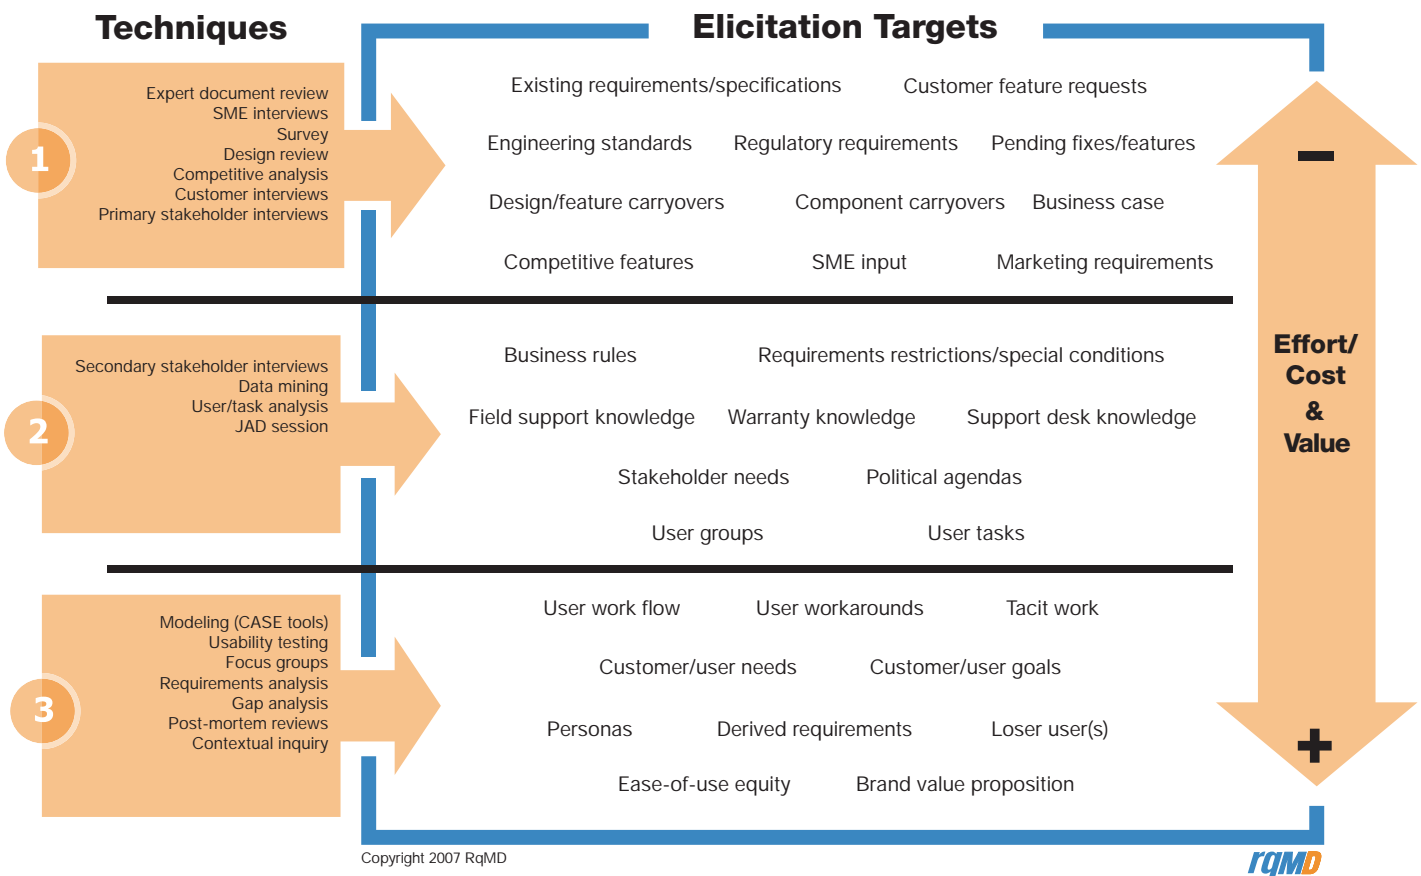 Techniques
Elicitation Targets
1
Expert document review
SME interviews
Survey
Design review
Competitive analysis
Customer interviews
Primary stakeholder interviews
Existing requirements/specifications
Customer feature requests
Engineering standards
Regulatory requirements
Pending fixes/features
Design/feature carryovers
Component carryovers
Business case
Competitive features
SME input
Marketing requirements
2
Secondary stakeholder interviews
Data mining
User/task analysis
JAD session
Business rules
Requirements restrictions/special conditions
Field support knowledge
Warranty knowledge
Support desk knowledge
Stakeholder needs
Political agendas
User groups
User tasks
3
Modeling (CASE tools)
Usability testing
Focus groups
Requirements analysis
Gap analysis
Post-mortem reviews
Contextual inquiry
User work flow
User workarounds
Tacit work
Customer/user needs
Customer/user goals
Personas
Derived requirements
Loser user(s)
Ease-of-use equity
Brand value proposition
–
Effort/
Cost
&
Value
+
Copyright 2007 RqMD
rqMD